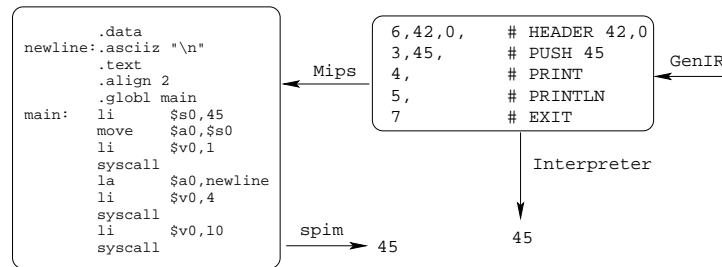 .data
newline:.asciiz "\n"
.text
.align 2
.globl main
main: li $s0,45
move $a0,$s0
li $v0,1
syscall
la $a0,newline
li $v0,4
syscall
li $v0,10
syscall
Mips
6,42,0, # HEADER 42,0
3,45, # PUSH 45
4, # PRINT
5, # PRINTLN
7 # EXIT
GenIR
Interpreter
spim
45
45